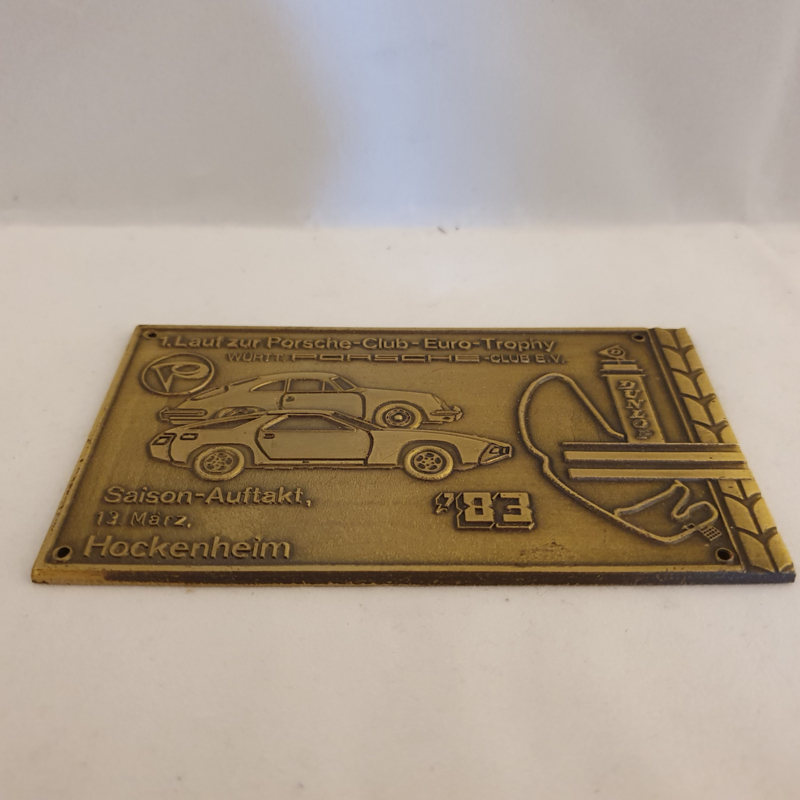 1. Lauf zur Porsche-Club-Euro-Trophy
WÜRTT. PORSCHE-CLUB E.V.
DUNLOP
Saison-Auftakt,
13. März,
'83
Hockenheim